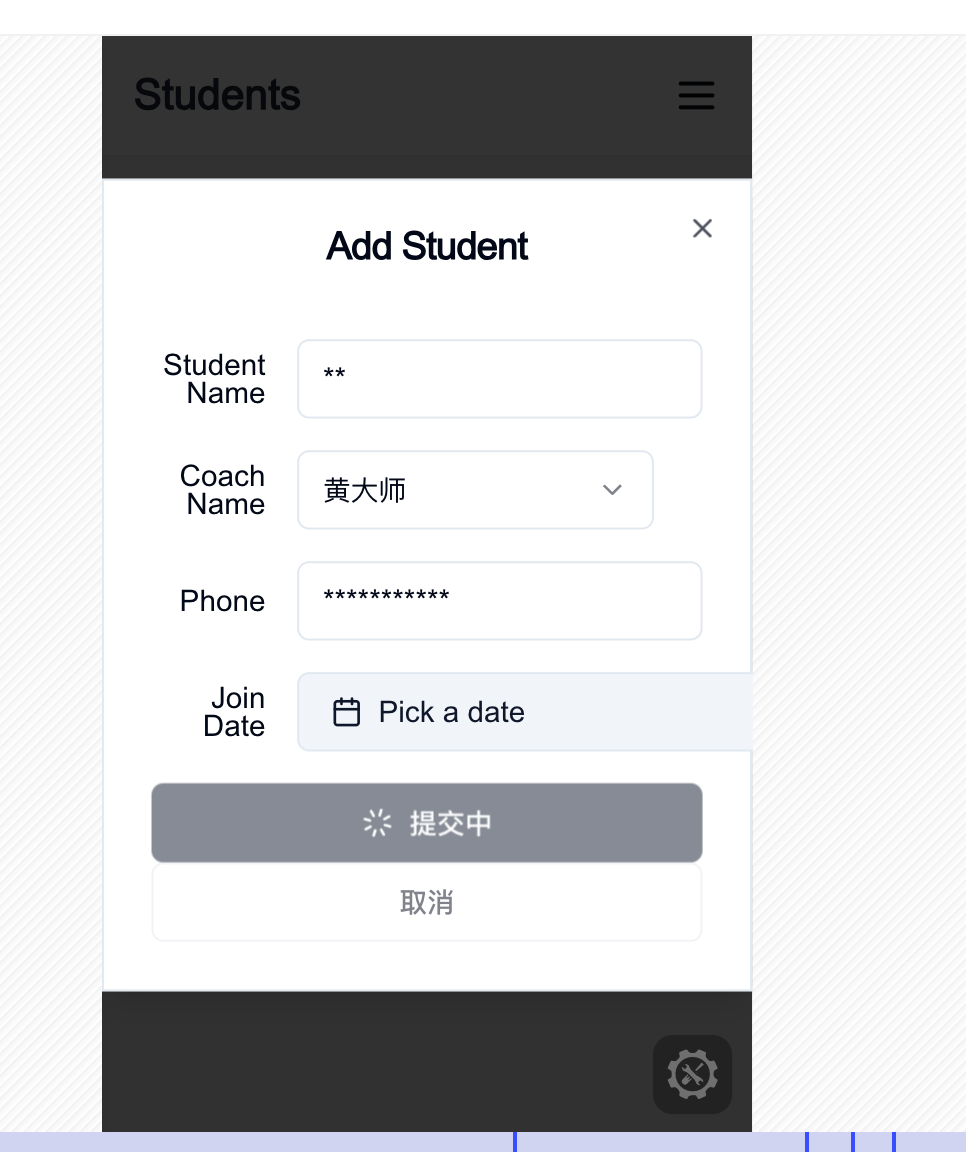 Students
Add Student
Student
Name
**
Coach
Name
黄大师
Phone
***********
Join
Date
Pick a date
提交中
取消